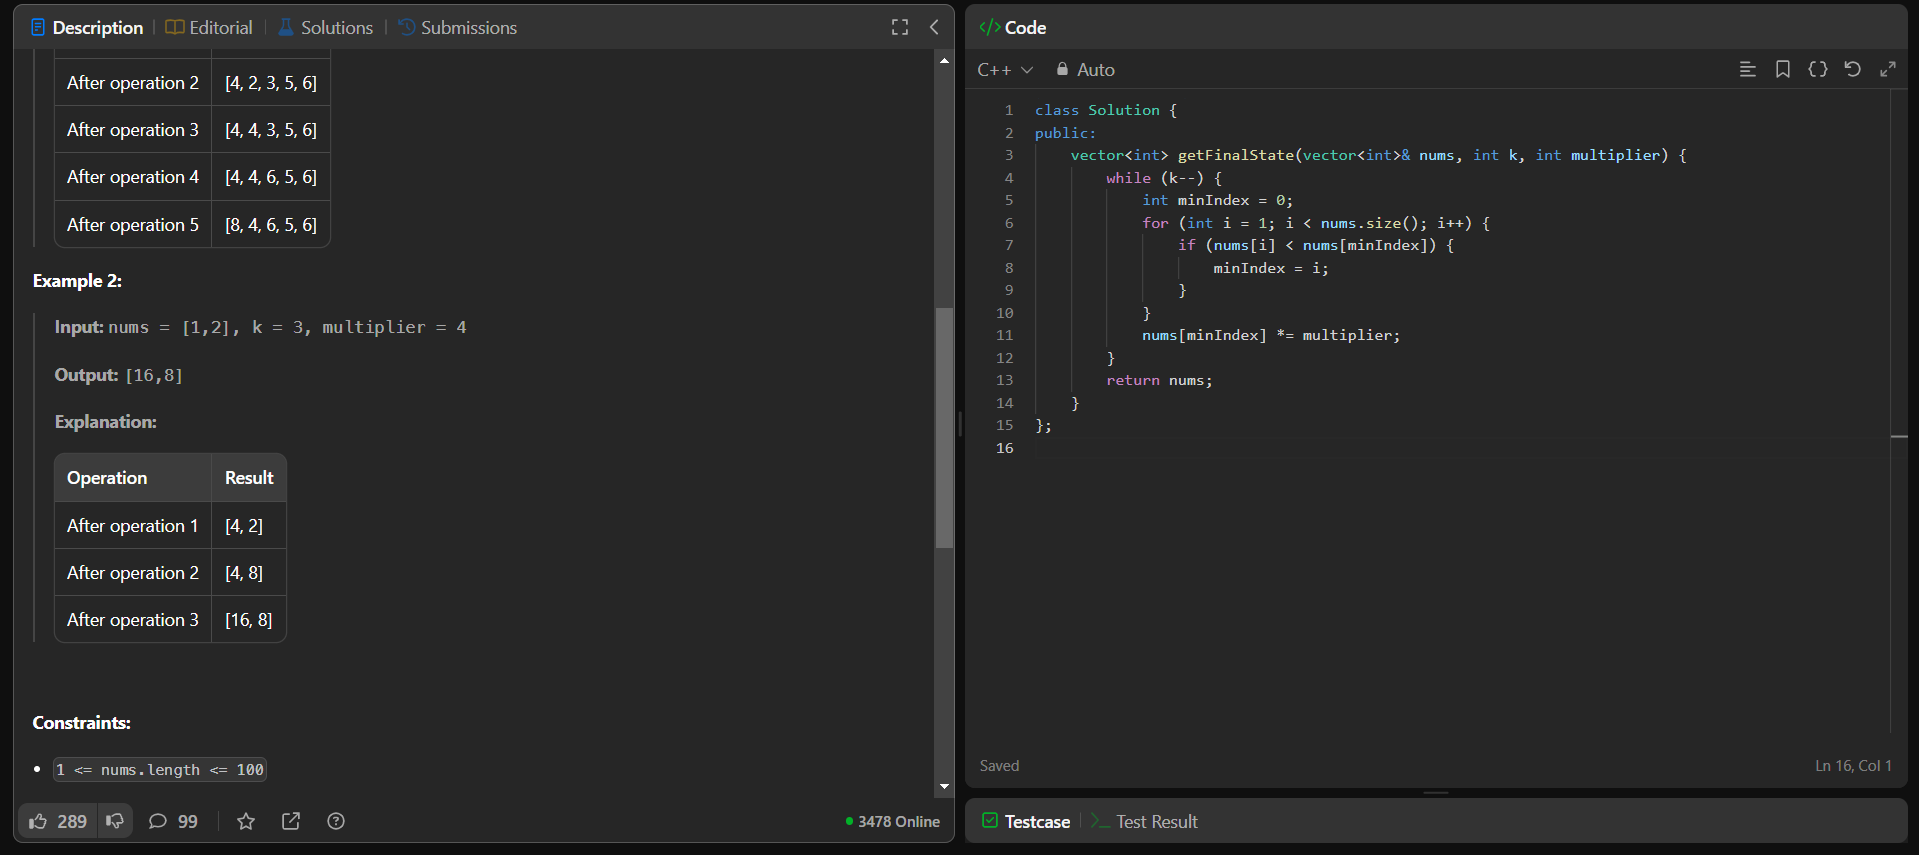 Description Editorial Solutions Submissions
After operation 2 [4, 2, 3, 5, 6]
After operation 3 [4, 4, 3, 5, 6]
After operation 4 [4, 4, 6, 5, 6]
After operation 5 [8, 4, 6, 5, 6]
Example 2:
Input: nums = [1,2], k = 3, multiplier = 4
Output: [16,8]
Explanation:
Operation Result
After operation 1 [4, 2]
After operation 2 [4, 8]
After operation 3 [16, 8]
Constraints:
• 1 <= nums.length <= 100
289 99 3478 Online
</> Code
C++ Auto
1 class Solution {
2 public:
3     vector<int> getFinalState(vector<int>& nums, int k, int multiplier) {
4         while (k--) {
5             int minIndex = 0;
6             for (int i = 1; i < nums.size(); i++) {
7                 if (nums[i] < nums[minIndex]) {
8                     minIndex = i;
9                 }
10             }
11             nums[minIndex] *= multiplier;
12         }
13         return nums;
14     }
15 };
16
Saved Ln 16, Col 1
Testcase Test Result